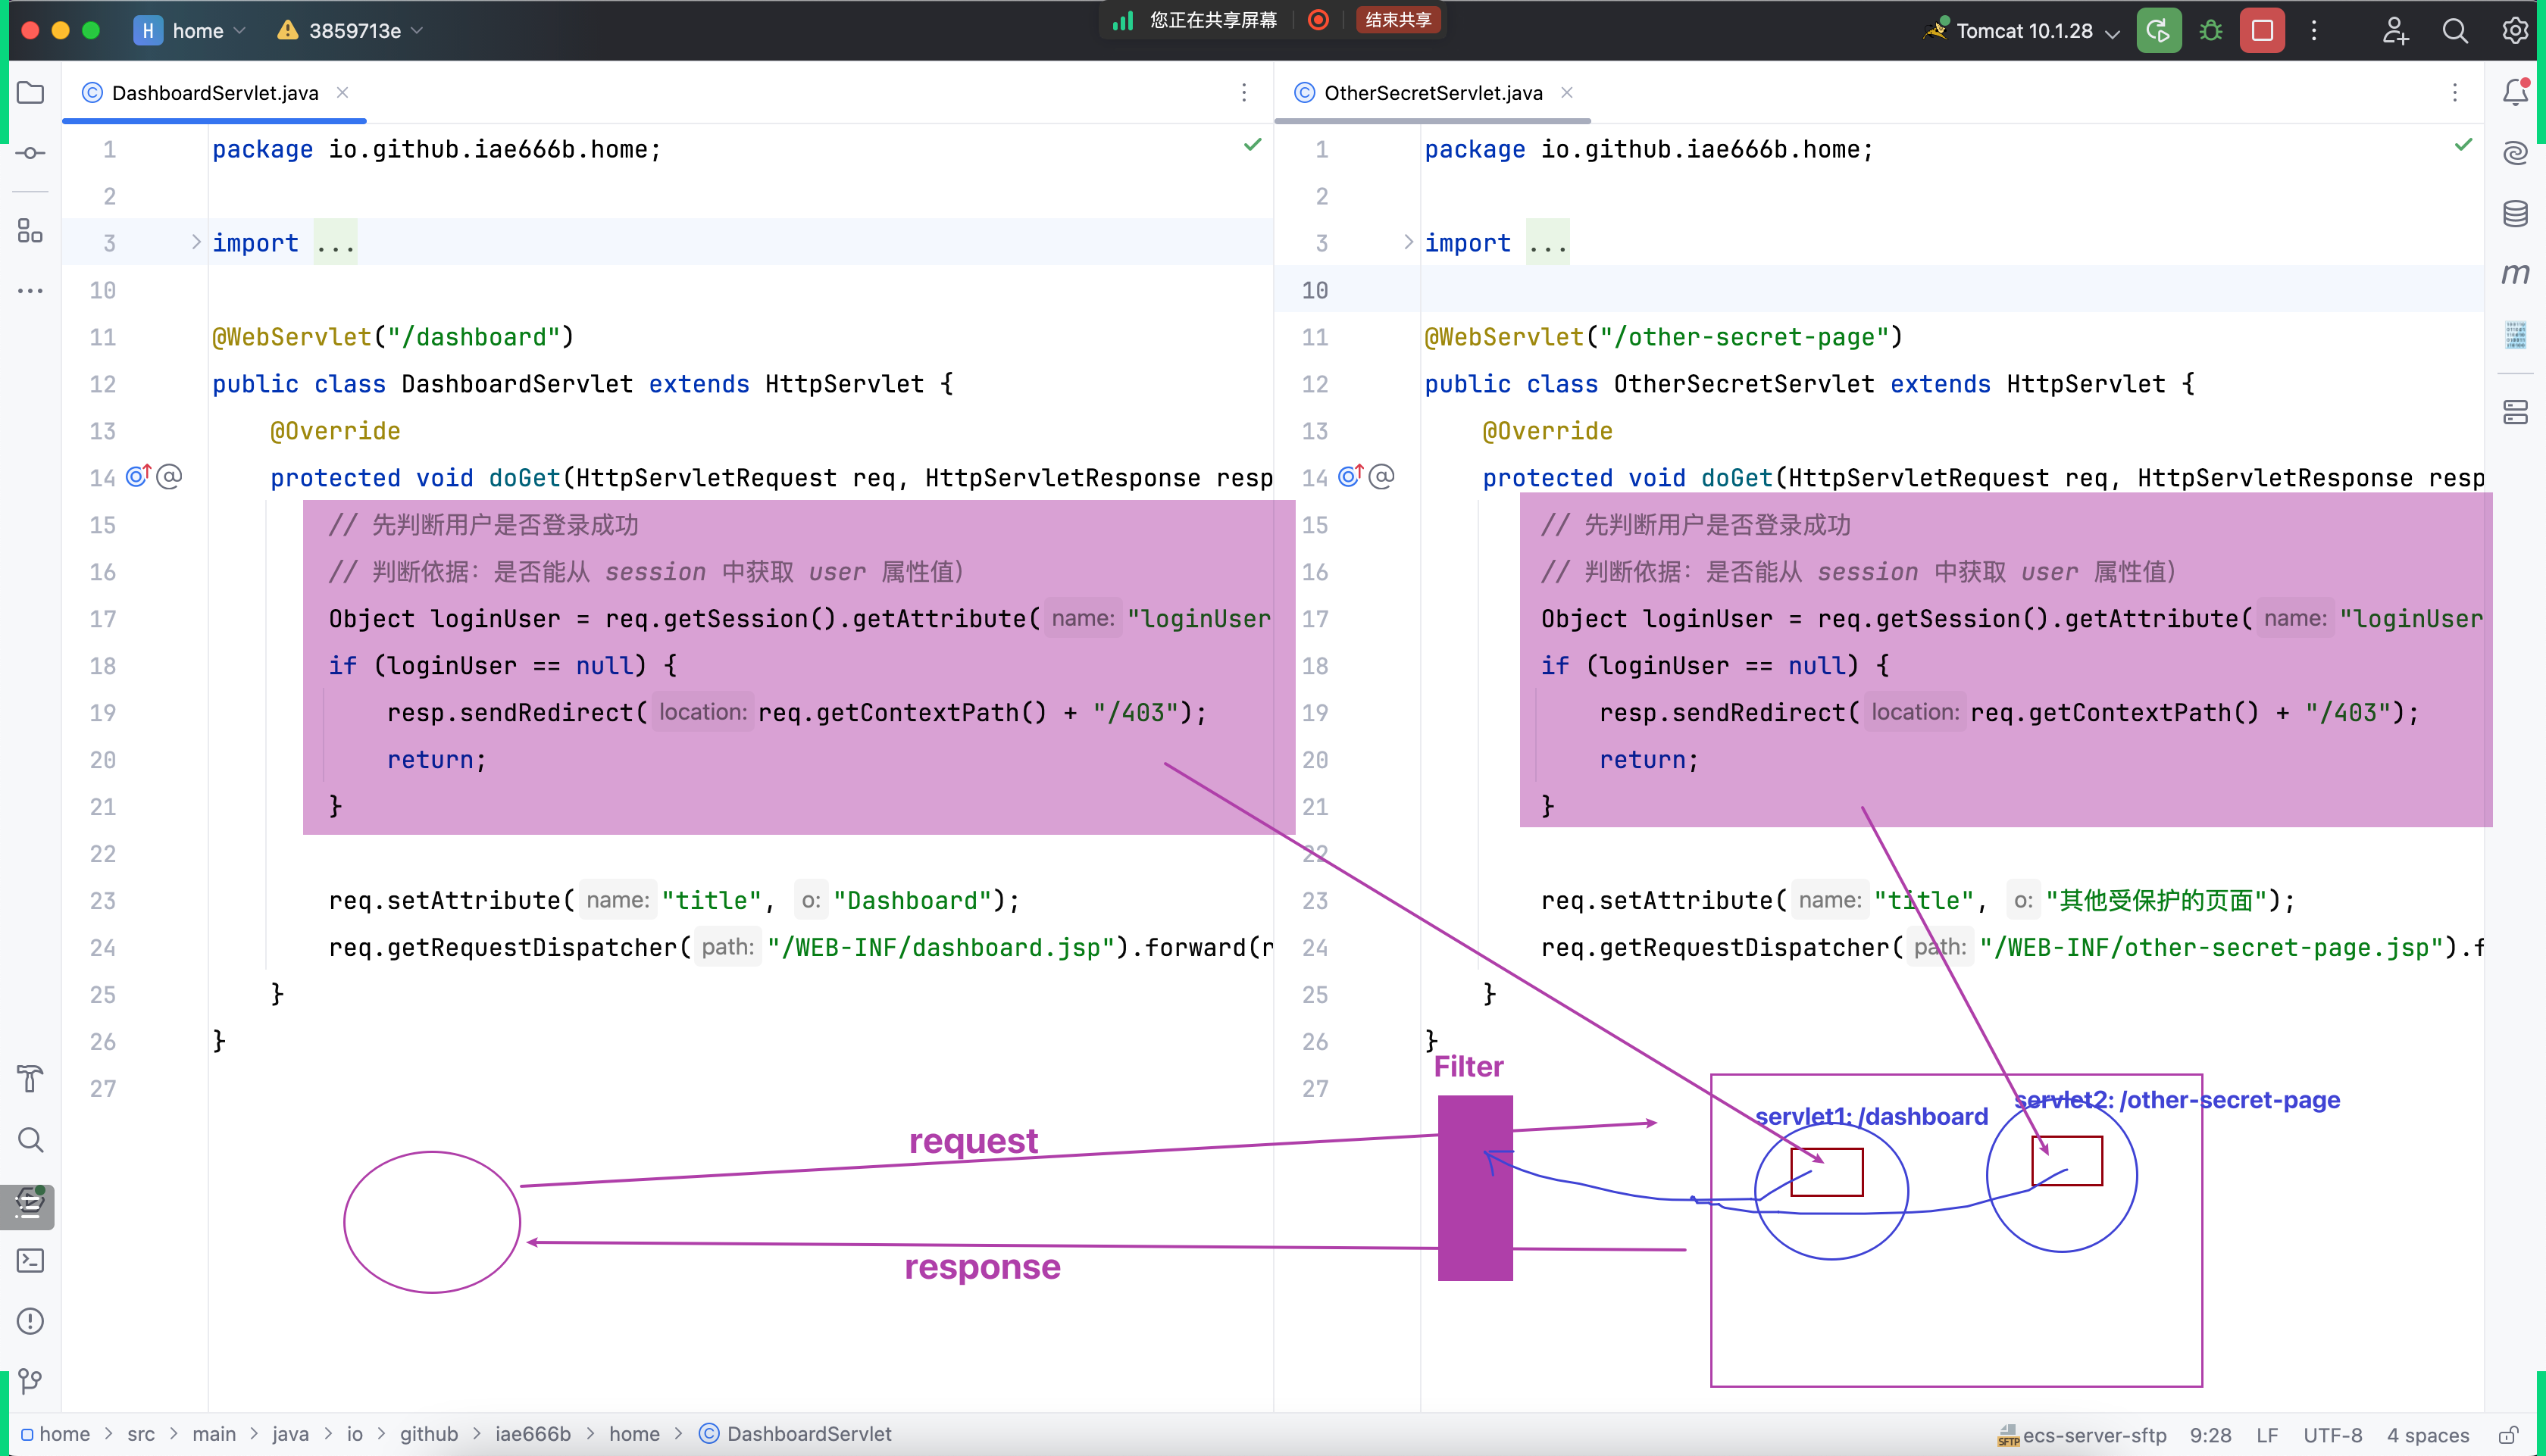 H home 3859713e
您正在共享屏幕 结束共享
Tomcat 10.1.28
DashboardServlet.java
1 package io.github.iae666b.home;
2
3 import ...
10
11 @WebServlet("/dashboard")
12 public class DashboardServlet extends HttpServlet {
13 @Override
14 protected void doGet(HttpServletRequest req, HttpServletResponse resp
15 // 先判断用户是否登录成功
16 // 判断依据：是否能从 session 中获取 user 属性值）
17 Object loginUser = req.getSession().getAttribute( name: "loginUser
18 if (loginUser == null) {
19 resp.sendRedirect( location: req.getContextPath() + "/403");
20 return;
21 }
22
23 req.setAttribute( name: "title", o: "Dashboard");
24 req.getRequestDispatcher( path: "/WEB-INF/dashboard.jsp").forward(r
25 }
26 }
27
OtherSecretServlet.java
1 package io.github.iae666b.home;
2
3 import ...
10
11 @WebServlet("/other-secret-page")
12 public class OtherSecretServlet extends HttpServlet {
13 @Override
14 protected void doGet(HttpServletRequest req, HttpServletResponse resp
15 // 先判断用户是否登录成功
16 // 判断依据：是否能从 session 中获取 user 属性值）
17 Object loginUser = req.getSession().getAttribute( name: "loginUser
18 if (loginUser == null) {
19 resp.sendRedirect( location: req.getContextPath() + "/403");
20 return;
21 }
22
23 req.setAttribute( name: "title", o: "其他受保护的页面");
24 req.getRequestDispatcher( path: "/WEB-INF/other-secret-page.jsp").f
25 }
26 }
27
Filter
servlet1: /dashboard
servlet2: /other-secret-page
request
response
home > src > main > java > io > github > iae666b > home > DashboardServlet
SFTP ecs-server-sftp 9:28 LF UTF-8 4 spaces